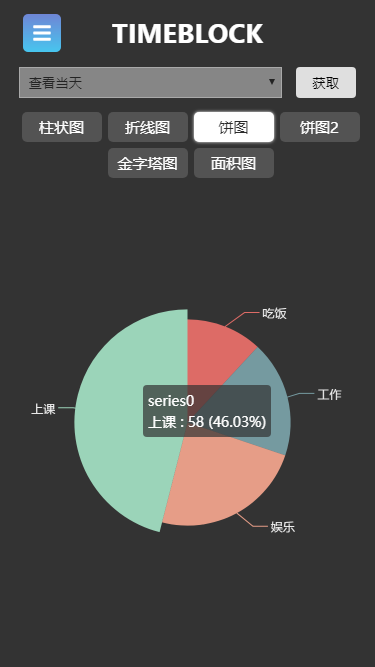 TIMEBLOCK
查看当天
获取
柱状图
折线图
饼图
饼图2
金字塔图
面积图
吃饭
工作
上课
series0
上课 : 58 (46.03%)
娱乐